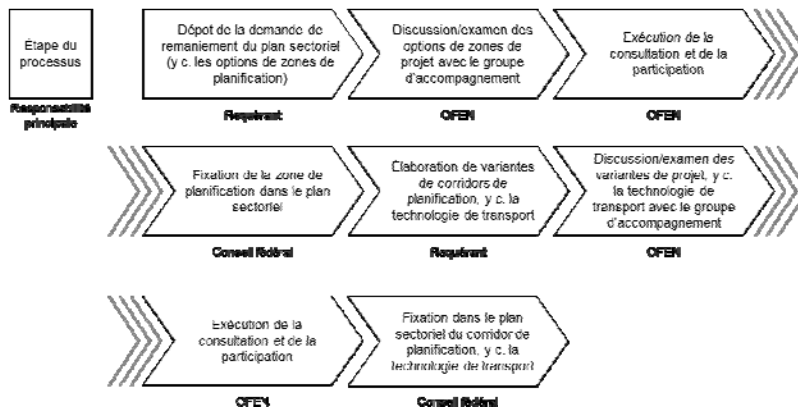 Étape du
processus
Responsabilité
principale
Dépôt de la demande de
remaniement du plan sectoriel
(y c. les options de zones de
planification)
Requérant
Discussion/examen des
options de zones de
projet avec le groupe
d'accompagnement
OFEN
Exécution de la
consultation et de la
participation
OFEN
Fixation de la zone de
planification dans le plan
sectoriel
Conseil fédéral
Élaboration de variantes
de corridors de
planification, y c. la
technologie de transport
Requérant
Discussion/examen des
variantes de projet, y c.
la technologie de
transport avec le groupe
d'accompagnement
OFEN
Exécution de la
consultation et de la
participation
OFEN
Fixation dans le plan
sectoriel du corridor de
planification, y c. la
technologie de transport
Conseil fédéral